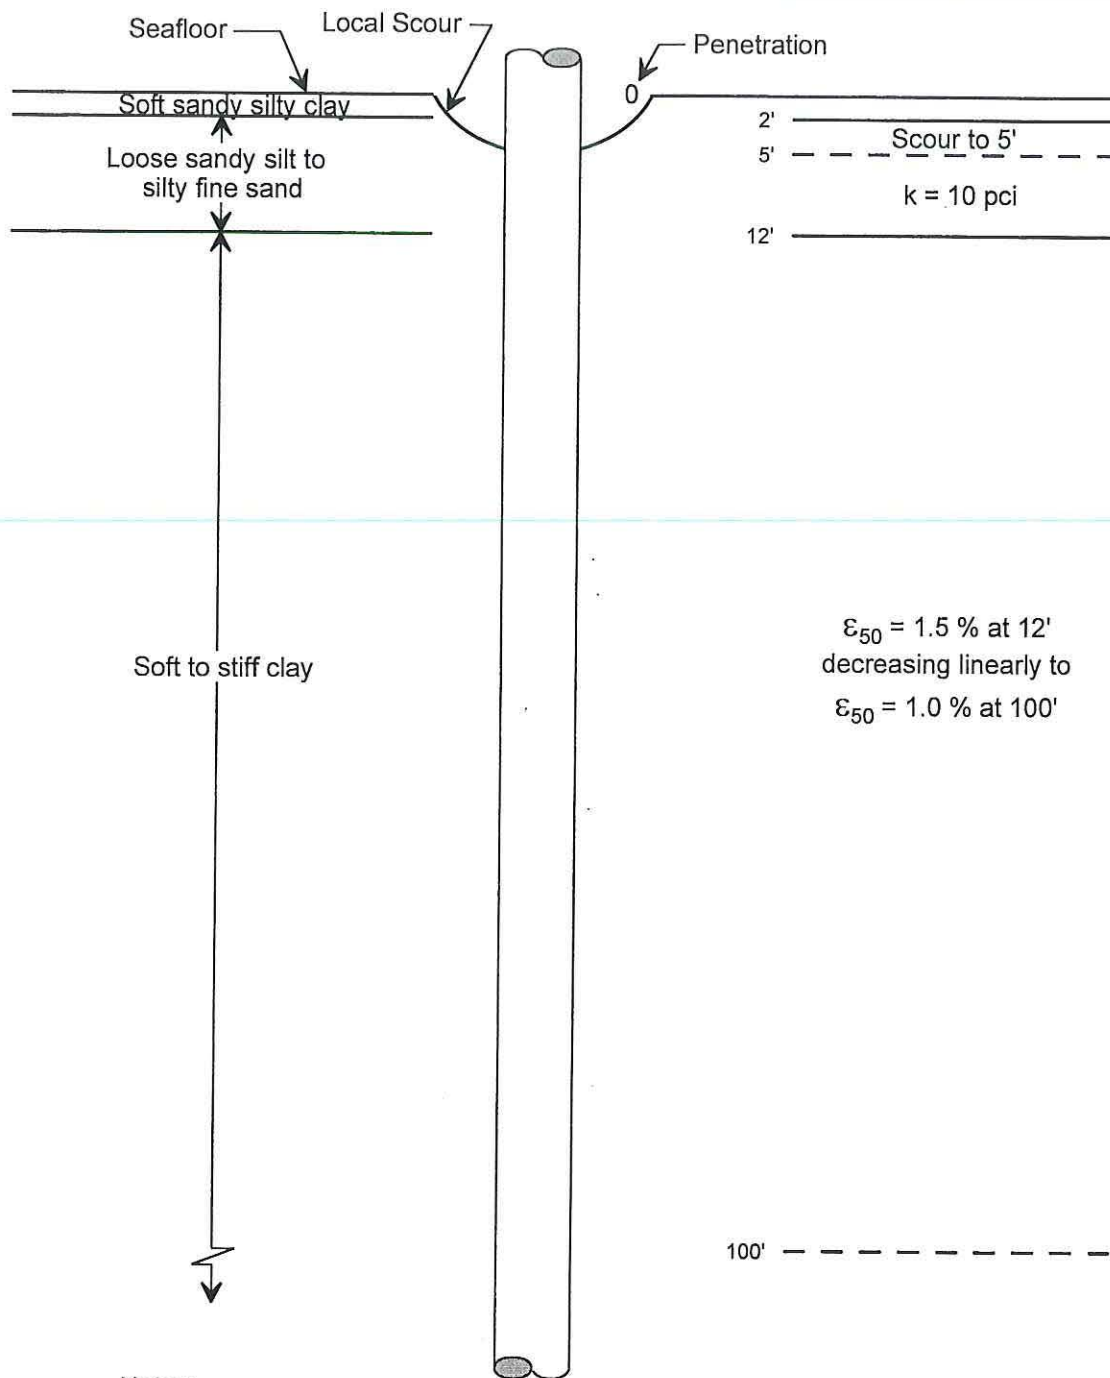 Seafloor
Local Scour
Penetration
0
Soft sandy silty clay
2'
Scour to 5'
5'
Loose sandy silt to
silty fine sand
k = 10 pci
12'
ε50 = 1.5 % at 12'
decreasing linearly to
ε50 = 1.0 % at 100'
Soft to stiff clay
100'